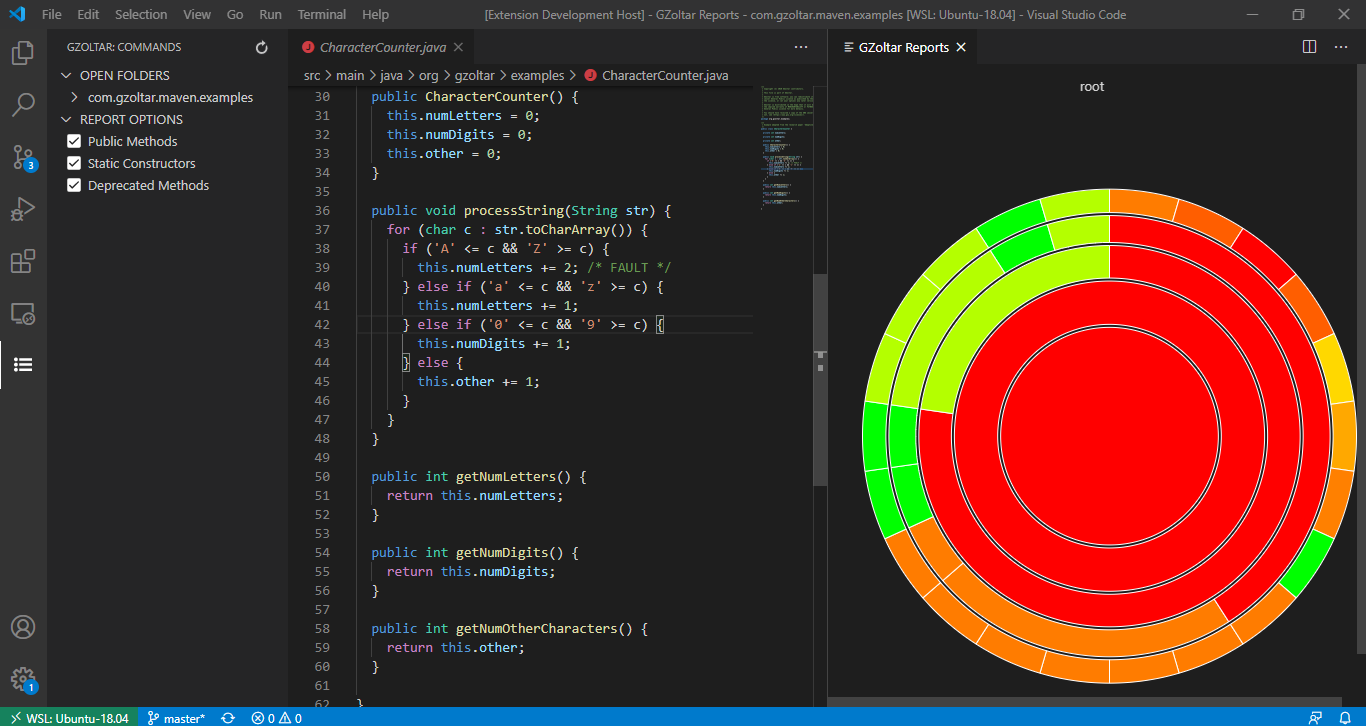 File Edit Selection View Go Run Terminal Help
[Extension Development Host] - GZoltar Reports - com.gzoltar.maven.examples [WSL: Ubuntu-18.04] - Visual Studio Code
GZOLTAR: COMMANDS
OPEN FOLDERS
com.gzoltar.maven.examples
REPORT OPTIONS
Public Methods
Static Constructors
Deprecated Methods
3
1
CharacterCounter.java
src > main > java > org > gzoltar > examples > CharacterCounter.java
30 public CharacterCounter() {
31 this.numLetters = 0;
32 this.numDigits = 0;
33 this.other = 0;
34 }
35
36 public void processString(String str) {
37 for (char c : str.toCharArray()) {
38 if ('A' <= c && 'Z' >= c) {
39 this.numLetters += 2; /* FAULT */
40 } else if ('a' <= c && 'z' >= c) {
41 this.numLetters += 1;
42 } else if ('0' <= c && '9' >= c) {
43 this.numDigits += 1;
44 } else {
45 this.other += 1;
46 }
47 }
48 }
49
50 public int getNumLetters() {
51 return this.numLetters;
52 }
53
54 public int getNumDigits() {
55 return this.numDigits;
56 }
57
58 public int getNumOtherCharacters() {
59 return this.other;
60 }
61
62 }
GZoltar Reports
root
WSL: Ubuntu-18.04 master* 0 0